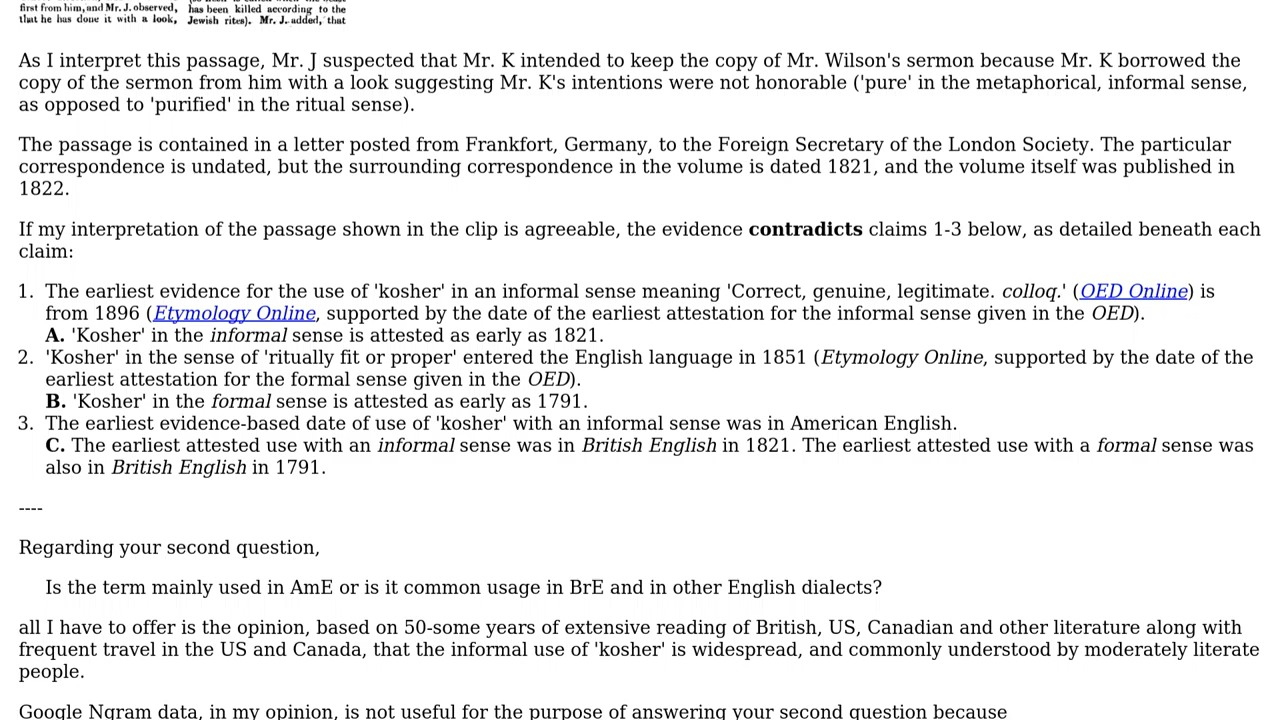 first from him, and Mr. J. observed, has been killed according to the
that he has done it with a look, Jewish rites). Mr. J. added, that
As I interpret this passage, Mr. J suspected that Mr. K intended to keep the copy of Mr. Wilson's sermon because Mr. K borrowed the
copy of the sermon from him with a look suggesting Mr. K's intentions were not honorable ('pure' in the metaphorical, informal sense,
as opposed to 'purified' in the ritual sense).
The passage is contained in a letter posted from Frankfort, Germany, to the Foreign Secretary of the London Society. The particular
correspondence is undated, but the surrounding correspondence in the volume is dated 1821, and the volume itself was published in
1822.
If my interpretation of the passage shown in the clip is agreeable, the evidence contradicts claims 1-3 below, as detailed beneath each
claim:
1. The earliest evidence for the use of 'kosher' in an informal sense meaning 'Correct, genuine, legitimate. colloq.' (OED Online) is
from 1896 (Etymology Online, supported by the date of the earliest attestation for the informal sense given in the OED).
A. 'Kosher' in the informal sense is attested as early as 1821.
2. 'Kosher' in the sense of 'ritually fit or proper' entered the English language in 1851 (Etymology Online, supported by the date of the
earliest attestation for the formal sense given in the OED).
B. 'Kosher' in the formal sense is attested as early as 1791.
3. The earliest evidence-based date of use of 'kosher' with an informal sense was in American English.
C. The earliest attested use with an informal sense was in British English in 1821. The earliest attested use with a formal sense was
also in British English in 1791.
----
Regarding your second question,
Is the term mainly used in AmE or is it common usage in BrE and in other English dialects?
all I have to offer is the opinion, based on 50-some years of extensive reading of British, US, Canadian and other literature along with
frequent travel in the US and Canada, that the informal use of 'kosher' is widespread, and commonly understood by moderately literate
people.
Google Ngram data, in my opinion, is not useful for the purpose of answering your second question because